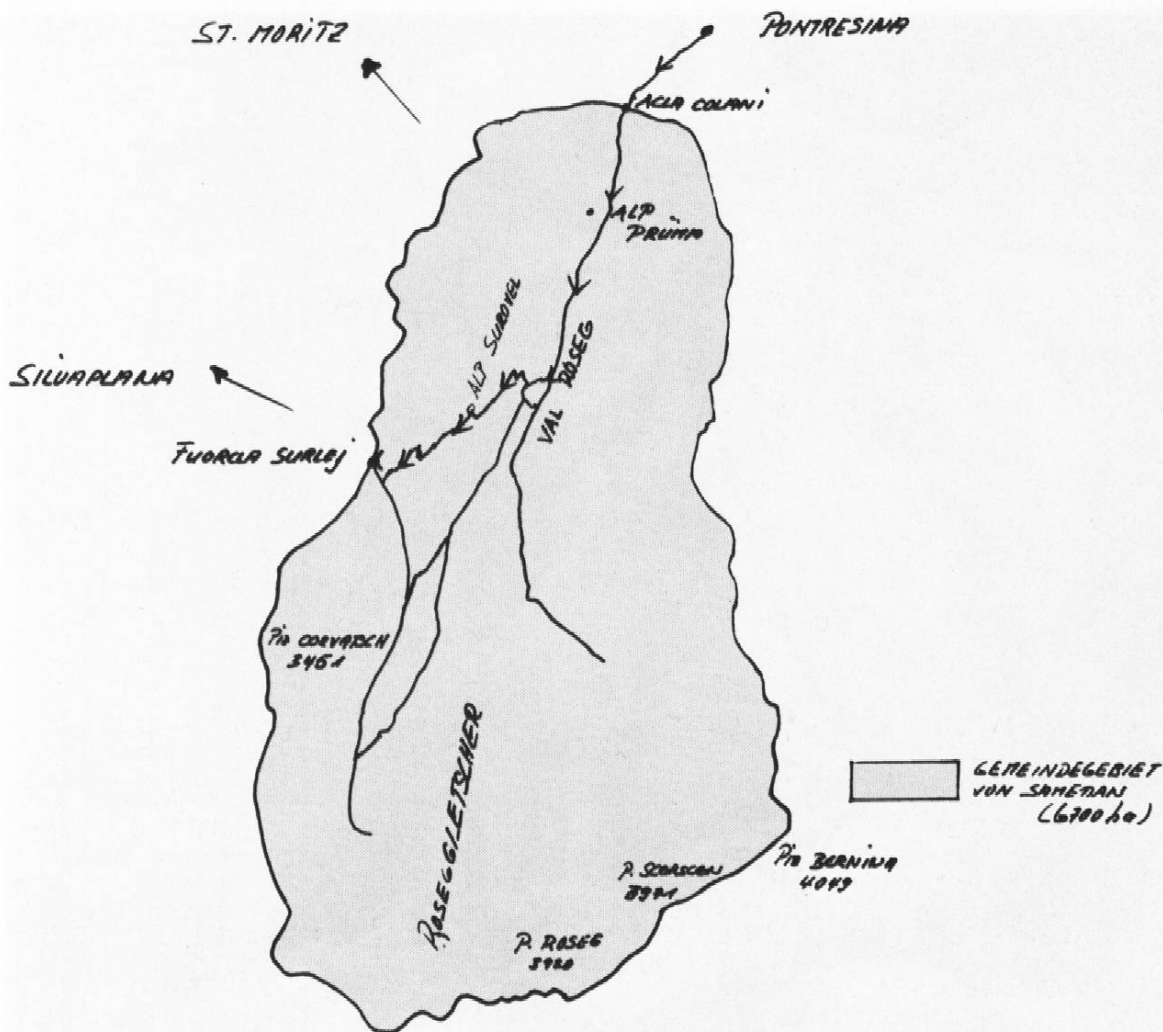 ST. MORITZ
PONTRESINA
ACLA COLANI
ALP
PRÜMA
ALP SUROVEL
VAL ROSEG
SILVAPLANA
FUORCLA SURLEJ
Piz CORVATSCH
3451
ROSEGGLETSCHER
GEMEINDEGEBIET
VON SAMEDAN
(6700 ha)
P. SCERSCEN
3971
Piz BERNINA
4049
P. ROSEG